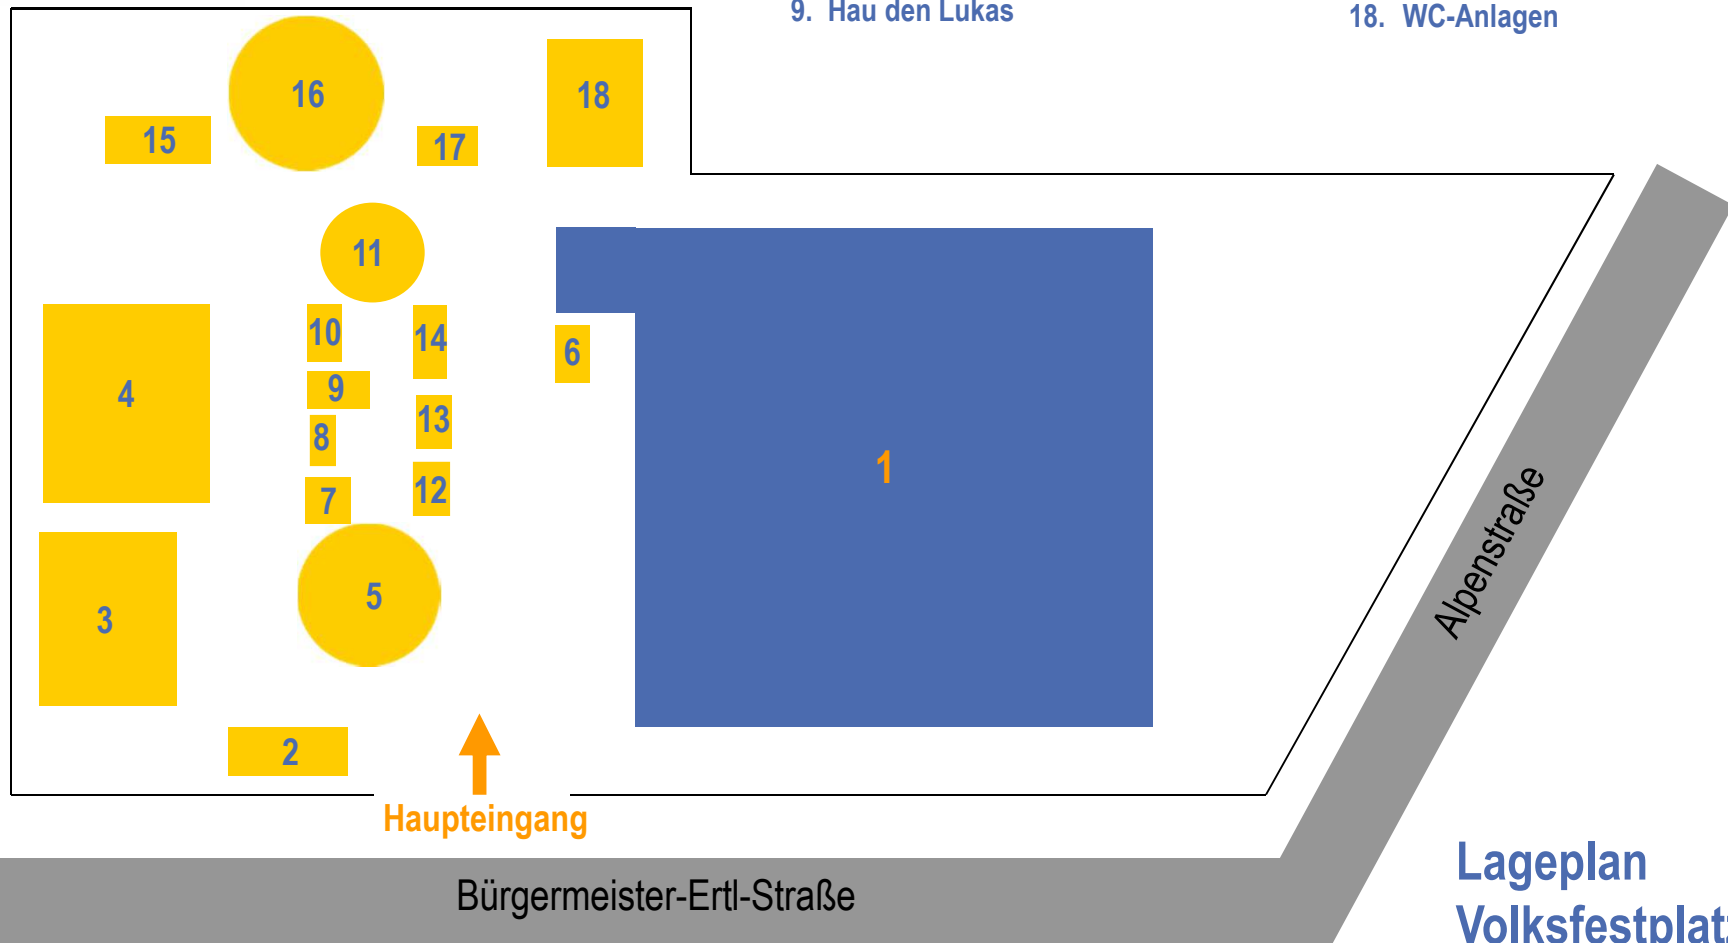 9. Hau den Lukas
18. WC-Anlagen
16
18
15
17
11
10
14
6
9
4
13
8
1
12
7
5
3
2
Haupteingang
Alpenstraße
Bürgermeister-Ertl-Straße
Lageplan
Volksfestplatz